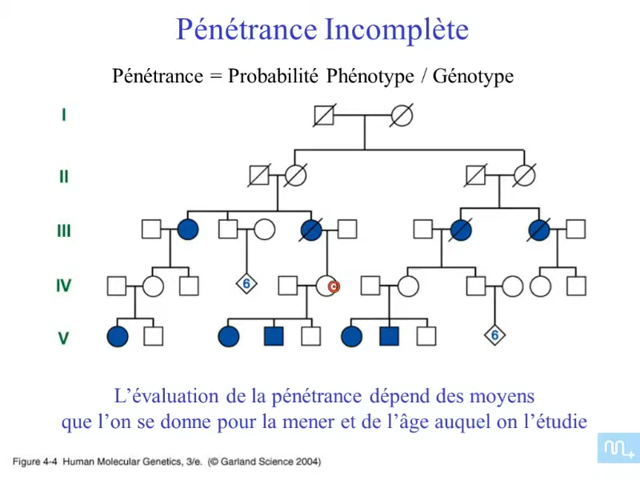 Pénétrance Incomplète
Pénétrance = Probabilité Phénotype / Génotype
I
II
III
IV
6
V
6
L’évaluation de la pénétrance dépend des moyens
que l’on se donne pour la mener et de l’âge auquel on l’étudie
Figure 4-4 Human Molecular Genetics, 3/e. (© Garland Science 2004)